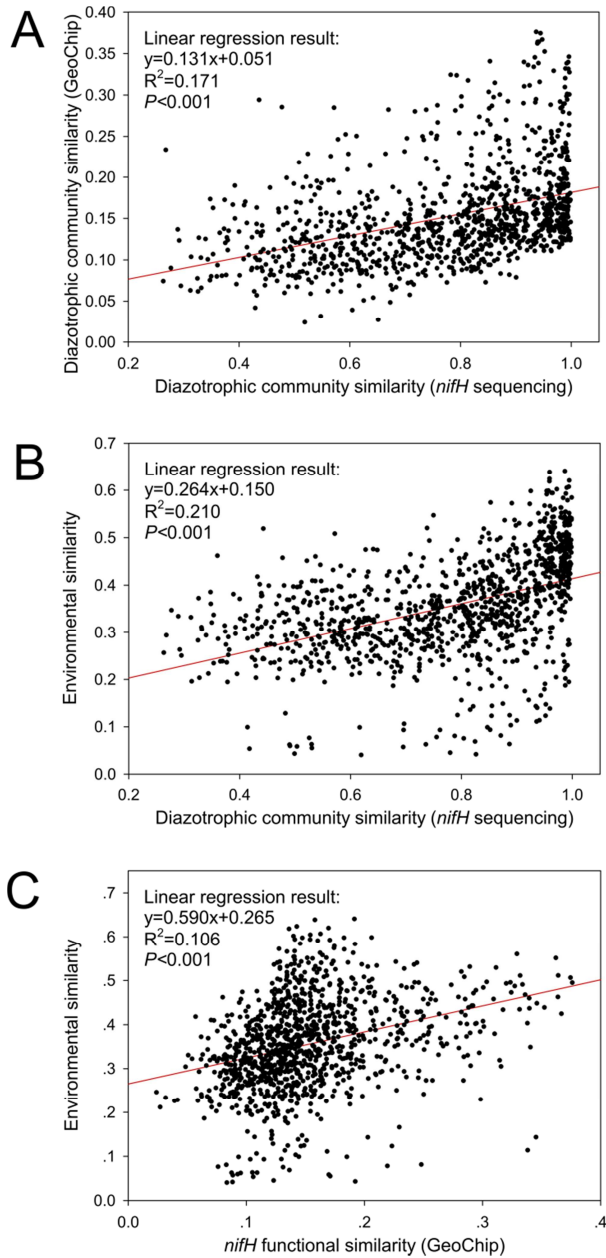 A
Linear regression result:
y=0.131x+0.051
R²=0.171
P<0.001
Diazotrophic community similarity (GeoChip)
0.40
0.35
0.30
0.25
0.20
0.15
0.10
0.05
0.00
0.2 0.4 0.6 0.8 1.0
Diazotrophic community similarity (nifH sequencing)
B
Linear regression result:
y=0.264x+0.150
R²=0.210
P<0.001
Environmental similarity
0.7
0.6
0.5
0.4
0.3
0.2
0.1
0.0
0.2 0.4 0.6 0.8 1.0
Diazotrophic community similarity (nifH sequencing)
C
Linear regression result:
y=0.590x+0.265
R²=0.106
P<0.001
Environmental similarity
.7
.6
.5
.4
.3
.2
.1
0.0
0.0 .1 .2 .3 .4
nifH functional similarity (GeoChip)